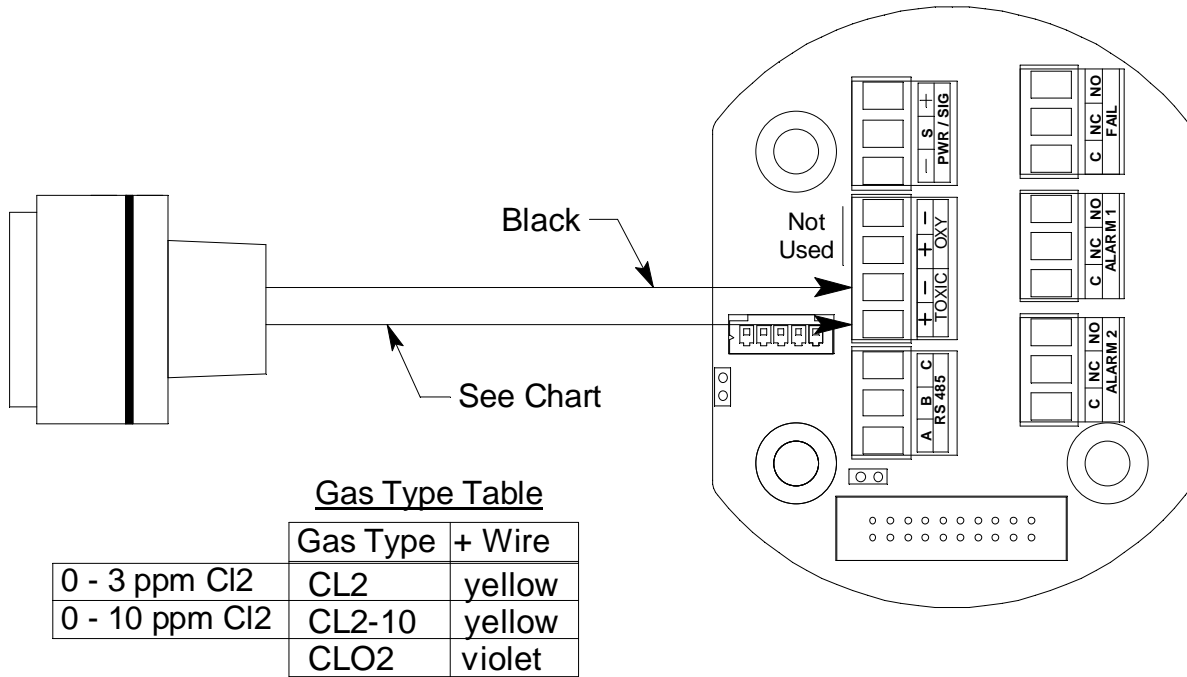 Black
See Chart
Not
Used
− S +
PWR / SIG
+ − + −
TOXIC OXY
A B C
RS 485
C NC NO
FAIL
C NC NO
ALARM 1
C NC NO
ALARM 2
Gas Type Table
Gas Type + Wire
0 - 3 ppm Cl2 CL2 yellow
0 - 10 ppm Cl2 CL2-10 yellow
CLO2 violet